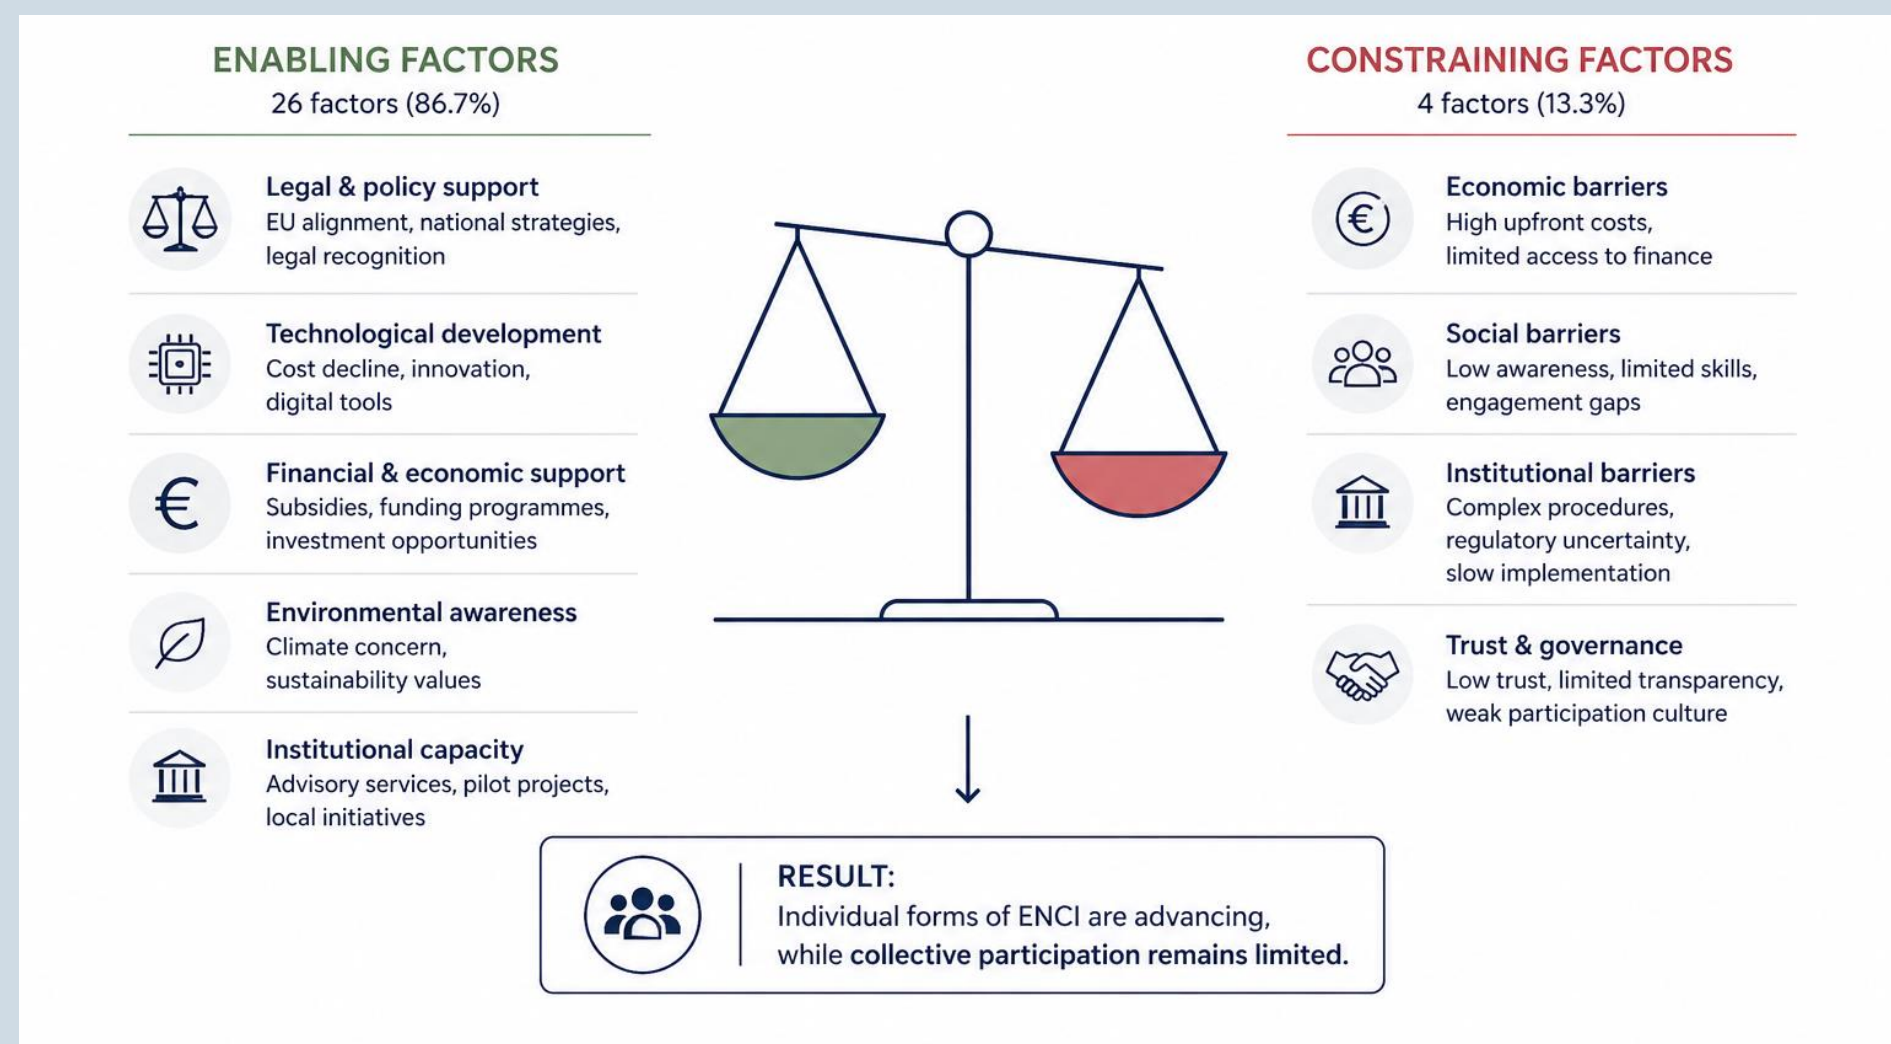 ENABLING FACTORS
26 factors (86.7%)
Legal & policy support
EU alignment, national strategies,
legal recognition
Technological development
Cost decline, innovation,
digital tools
€
Financial & economic support
Subsidies, funding programmes,
investment opportunities
Environmental awareness
Climate concern,
sustainability values
Institutional capacity
Advisory services, pilot projects,
local initiatives
CONSTRAINING FACTORS
4 factors (13.3%)
€
Economic barriers
High upfront costs,
limited access to finance
Social barriers
Low awareness, limited skills,
engagement gaps
Institutional barriers
Complex procedures,
regulatory uncertainty,
slow implementation
Trust & governance
Low trust, limited transparency,
weak participation culture
RESULT:
Individual forms of ENCI are advancing,
while collective participation remains limited.